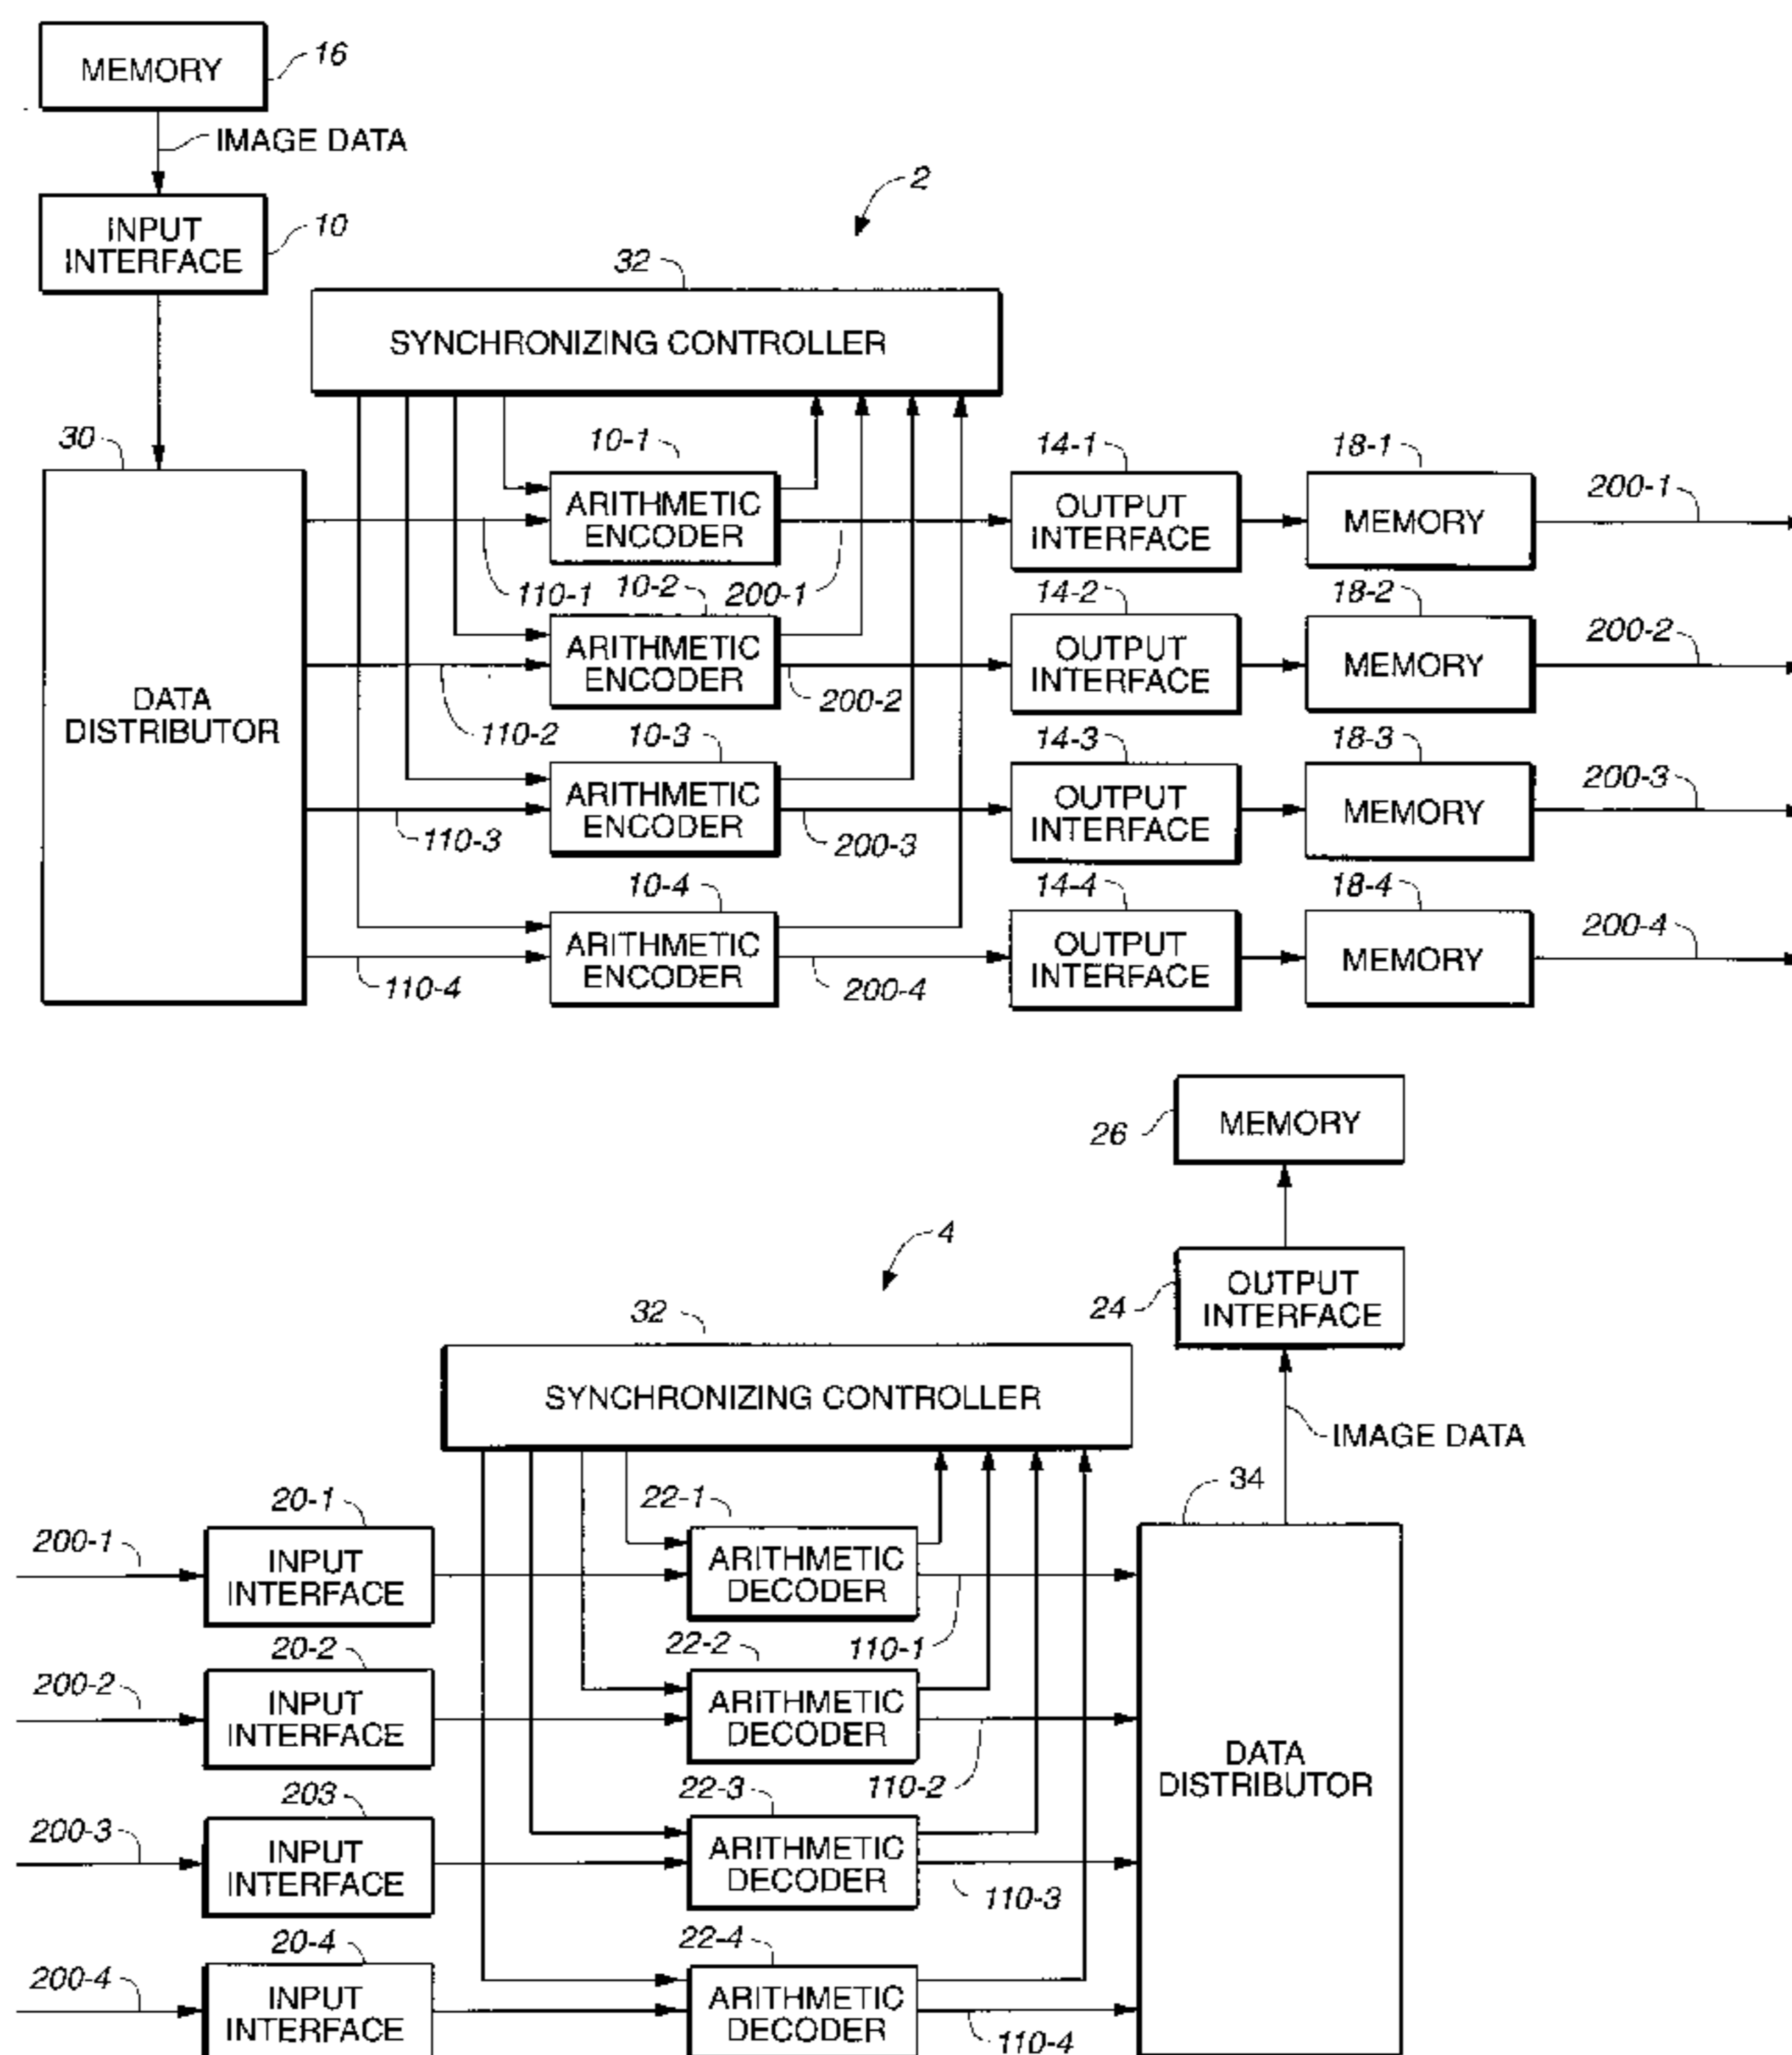 MEMORY
16
IMAGE DATA
INPUT
INTERFACE
10
2
32
SYNCHRONIZING CONTROLLER
30
DATA
DISTRIBUTOR
10-1
ARITHMETIC
ENCODER
14-1
OUTPUT
INTERFACE
18-1
MEMORY
200-1
110-1
10-2
200-1
ARITHMETIC
ENCODER
14-2
OUTPUT
INTERFACE
18-2
MEMORY
200-2
110-2
200-2
10-3
ARITHMETIC
ENCODER
14-3
OUTPUT
INTERFACE
18-3
MEMORY
200-3
110-3
200-3
10-4
ARITHMETIC
ENCODER
14-4
OUTPUT
INTERFACE
18-4
MEMORY
200-4
110-4
200-4
MEMORY
26
4
OUTPUT
INTERFACE
24
32
SYNCHRONIZING CONTROLLER
IMAGE DATA
34
200-1
20-1
INPUT
INTERFACE
22-1
ARITHMETIC
DECODER
110-1
200-2
20-2
INPUT
INTERFACE
22-2
ARITHMETIC
DECODER
110-2
DATA
DISTRIBUTOR
200-3
203
INPUT
INTERFACE
22-3
ARITHMETIC
DECODER
110-3
200-4
20-4
INPUT
INTERFACE
22-4
ARITHMETIC
DECODER
110-4